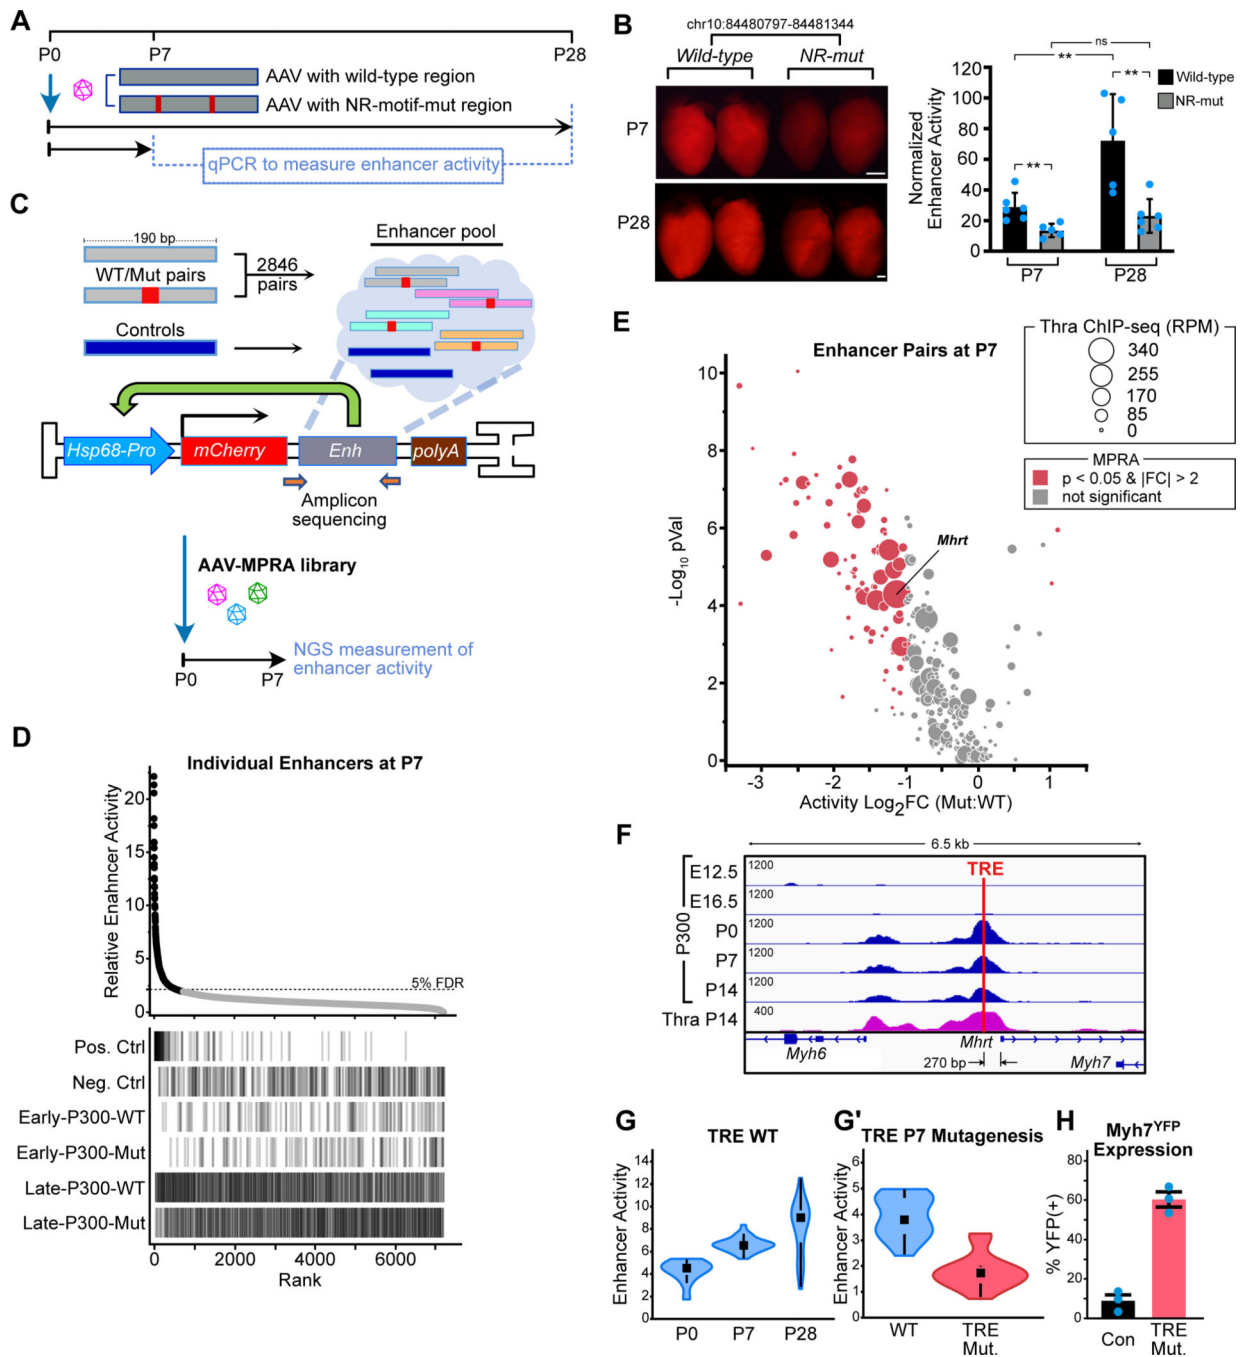 A
P0
P7
P28
AAV with wild-type region
AAV with NR-motif-mut region
qPCR to measure enhancer activity
B
chr10:84480797-84481344
Wild-type
NR-mut
P7
P28
Normalized
Enhancer Activity
120
100
80
60
40
20
0
ns
**
**
**
Wild-type
NR-mut
P7
P28
C
190 bp
WT/Mut pairs
2846
pairs
Controls
Enhancer pool
Hsp68-Pro
mCherry
Enh
polyA
Amplicon
sequencing
AAV-MPRA library
P0
P7
NGS measurement of
enhancer activity
D
Individual Enhancers at P7
Relative Enahncer Activity
20
15
10
5
0
5% FDR
Pos. Ctrl
Neg. Ctrl
Early-P300-WT
Early-P300-Mut
Late-P300-WT
Late-P300-Mut
0
2000
4000
6000
Rank
E
Enhancer Pairs at P7
Thra ChIP-seq (RPM)
340
255
170
85
0
MPRA
p < 0.05 & |FC| > 2
not significant
-Log10 pVal
10
8
6
4
2
0
Mhrt
-3
-2
-1
0
1
Activity Log2FC (Mut:WT)
F
6.5 kb
P300
E12.5
1200
E16.5
1200
P0
1200
P7
1200
P14
1200
Thra P14
400
TRE
Myh6
Mhrt
270 bp
Myh7
G
TRE WT
Enhancer Activity
14
12
10
8
6
4
2
0
P0
P7
P28
G'
TRE P7 Mutagenesis
Enhancer Activity
6
5
4
3
2
1
0
WT
TRE
Mut.
H
Myh7YFP
Expression
% YFP(+)
80
60
40
20
0
Con
TRE
Mut.